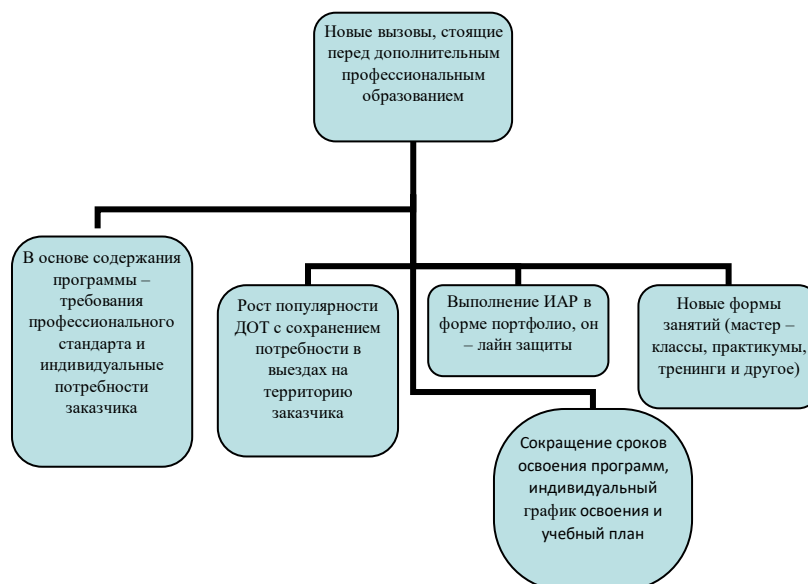 Новые вызовы, стоящие
перед дополнительным
профессиональным
образованием
В основе содержания
программы –
требования
профессионального
стандарта и
индивидуальные
потребности
заказчика
Рост популярности
ДОТ с сохранением
потребности в
выездах на
территорию
заказчика
Выполнение ИАР в
форме портфолио, он
– лайн защиты
Новые формы
занятий (мастер –
классы, практикумы,
тренинги и другое)
Сокращение сроков
освоения программ,
индивидуальный
график освоения и
учебный план